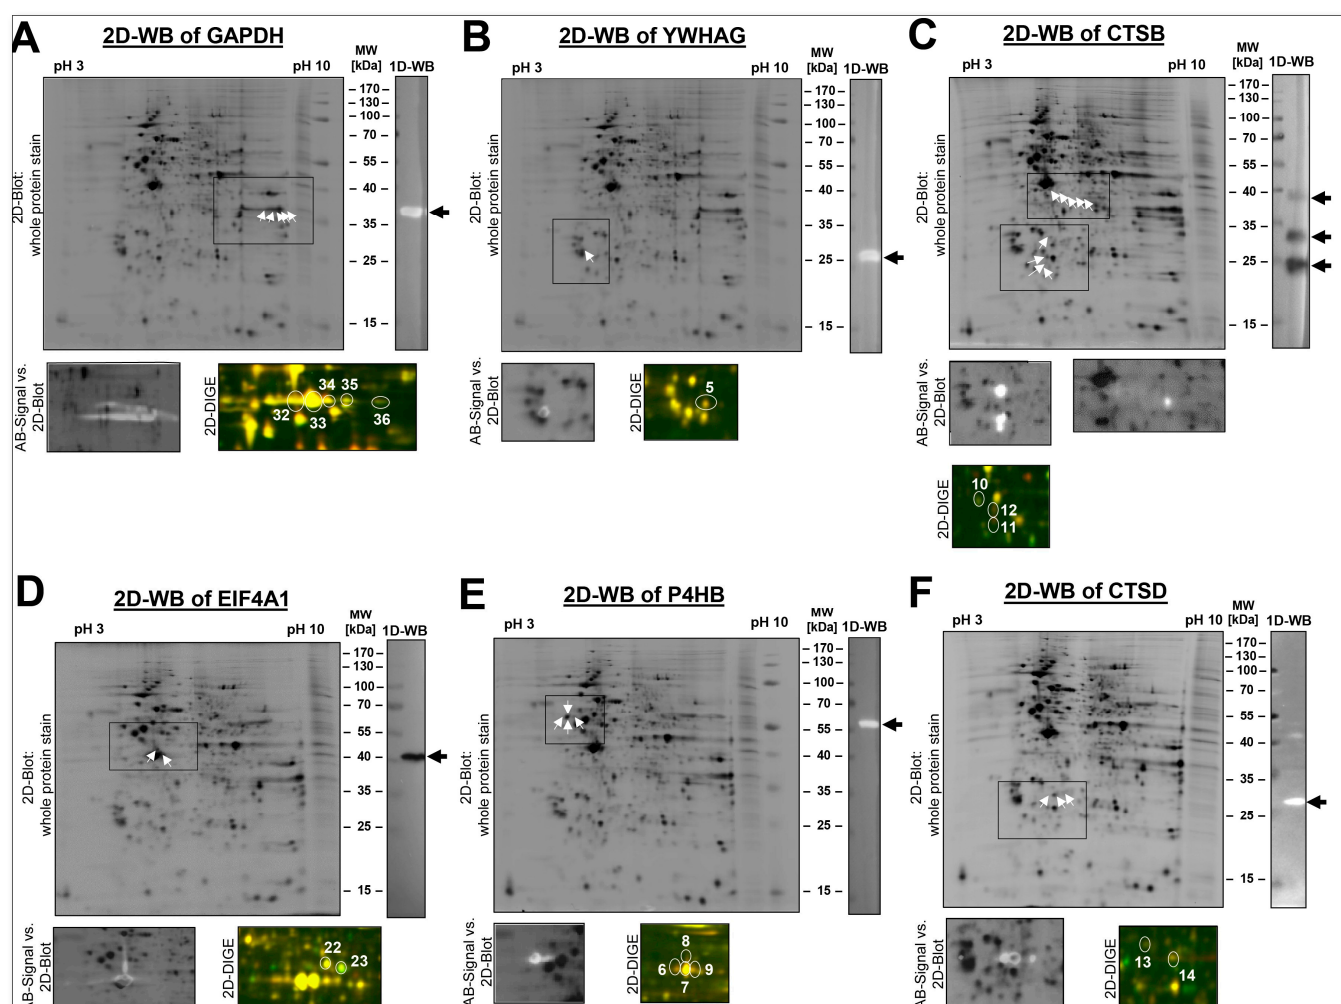 A
2D-WB of GAPDH
pH 3
pH 10
MW
[kDa]
1D-WB
2D-Blot:
whole protein stain
– 170 –
– 130 –
– 100 –
– 70 –
– 55 –
– 40 –
– 35 –
– 25 –
– 15 –
AB-Signal vs.
2D-Blot
2D-DIGE
32
33
34
35
36
B
2D-WB of YWHAG
pH 3
pH 10
MW
[kDa]
1D-WB
2D-Blot:
whole protein stain
– 170 –
– 130 –
– 100 –
– 70 –
– 55 –
– 40 –
– 35 –
– 25 –
– 15 –
AB-Signal vs.
2D-Blot
2D-DIGE
5
C
2D-WB of CTSB
pH 3
pH 10
MW
[kDa]
1D-WB
2D-Blot:
whole protein stain
– 170 –
– 130 –
– 100 –
– 70 –
– 55 –
– 40 –
– 35 –
– 25 –
– 15 –
AB-Signal vs.
2D-Blot
2D-DIGE
10
12
11
D
2D-WB of EIF4A1
pH 3
pH 10
MW
[kDa]
1D-WB
2D-Blot:
whole protein stain
– 170 –
– 130 –
– 100 –
– 70 –
– 55 –
– 40 –
– 35 –
– 25 –
– 15 –
AB-Signal vs.
2D-Blot
2D-DIGE
22
23
E
2D-WB of P4HB
pH 3
pH 10
MW
[kDa]
1D-WB
2D-Blot:
whole protein stain
– 170 –
– 130 –
– 100 –
– 70 –
– 55 –
– 40 –
– 35 –
– 25 –
– 15 –
AB-Signal vs.
2D-Blot
2D-DIGE
8
6
9
7
F
2D-WB of CTSD
pH 3
pH 10
MW
[kDa]
1D-WB
2D-Blot:
whole protein stain
– 170 –
– 130 –
– 100 –
– 70 –
– 55 –
– 40 –
– 35 –
– 25 –
– 15 –
AB-Signal vs.
2D-Blot
2D-DIGE
13
14